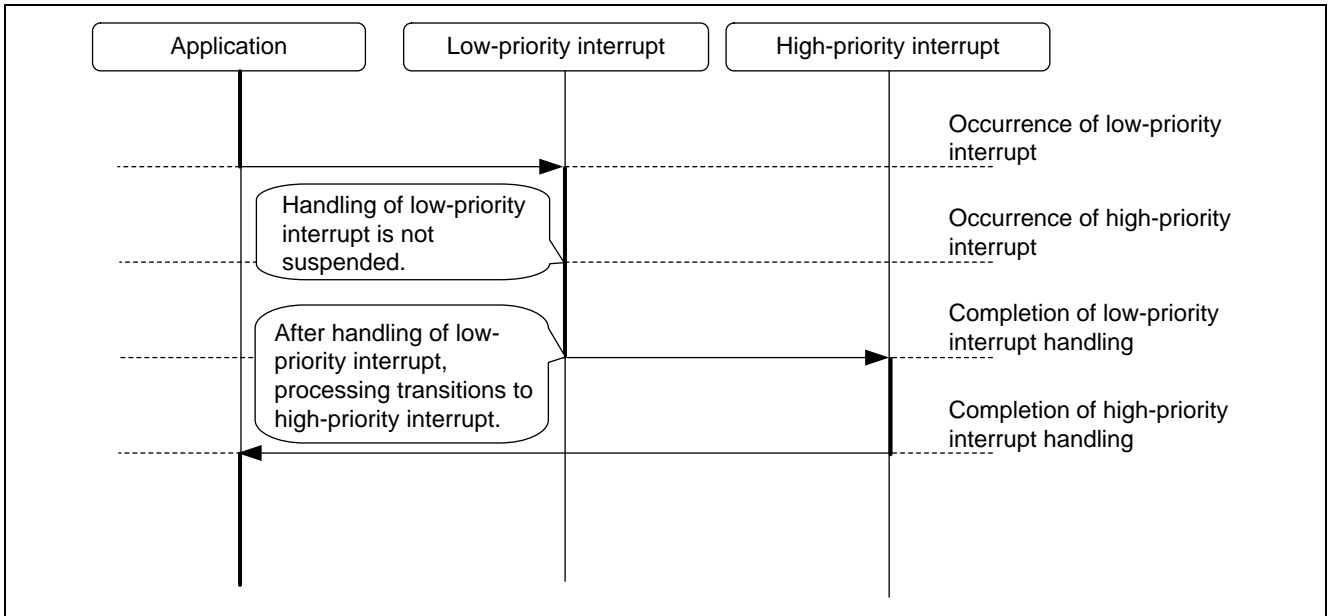 Application
Low-priority interrupt
High-priority interrupt
Occurrence of low-priority
interrupt
Handling of low-priority
interrupt is not
suspended.
Occurrence of high-priority
interrupt
After handling of low-
priority interrupt,
processing transitions to
high-priority interrupt.
Completion of low-priority
interrupt handling
Completion of high-priority
interrupt handling